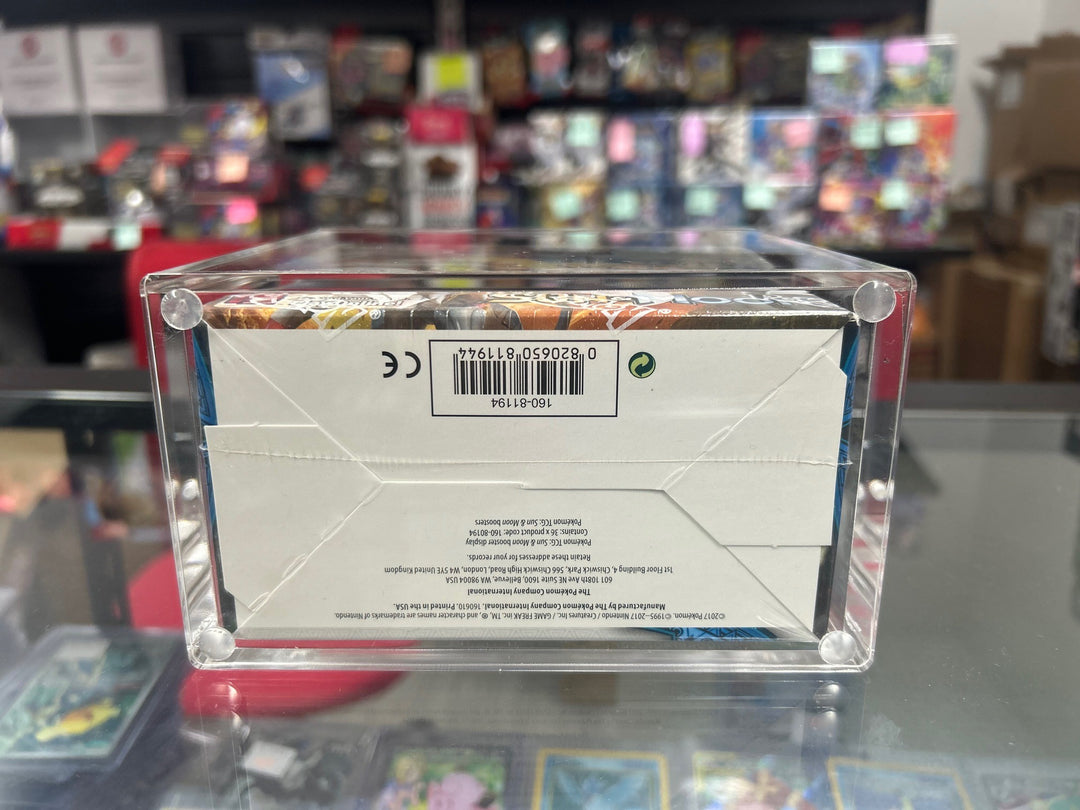 ©2017 Pokémon. ©1995–2017 Nintendo / Creatures Inc. / GAME FREAK inc. TM, ®, and character names are trademarks of Nintendo.
Manufactured by The Pokémon Company International. 160610. Printed in the USA.
The Pokémon Company International
601 108th Ave NE Suite 1600, Bellevue, WA 98004 USA
1st Floor Building 4, Chiswick Park, 566 Chiswick High Road, London, W4 5YE United Kingdom
Retain these addresses for your records.
Pokémon TCG: Sun & Moon booster display
Contains: 36 x product code: 160-80194
Pokémon TCG: Sun & Moon boosters
160-81194
0 820650 811944
CE